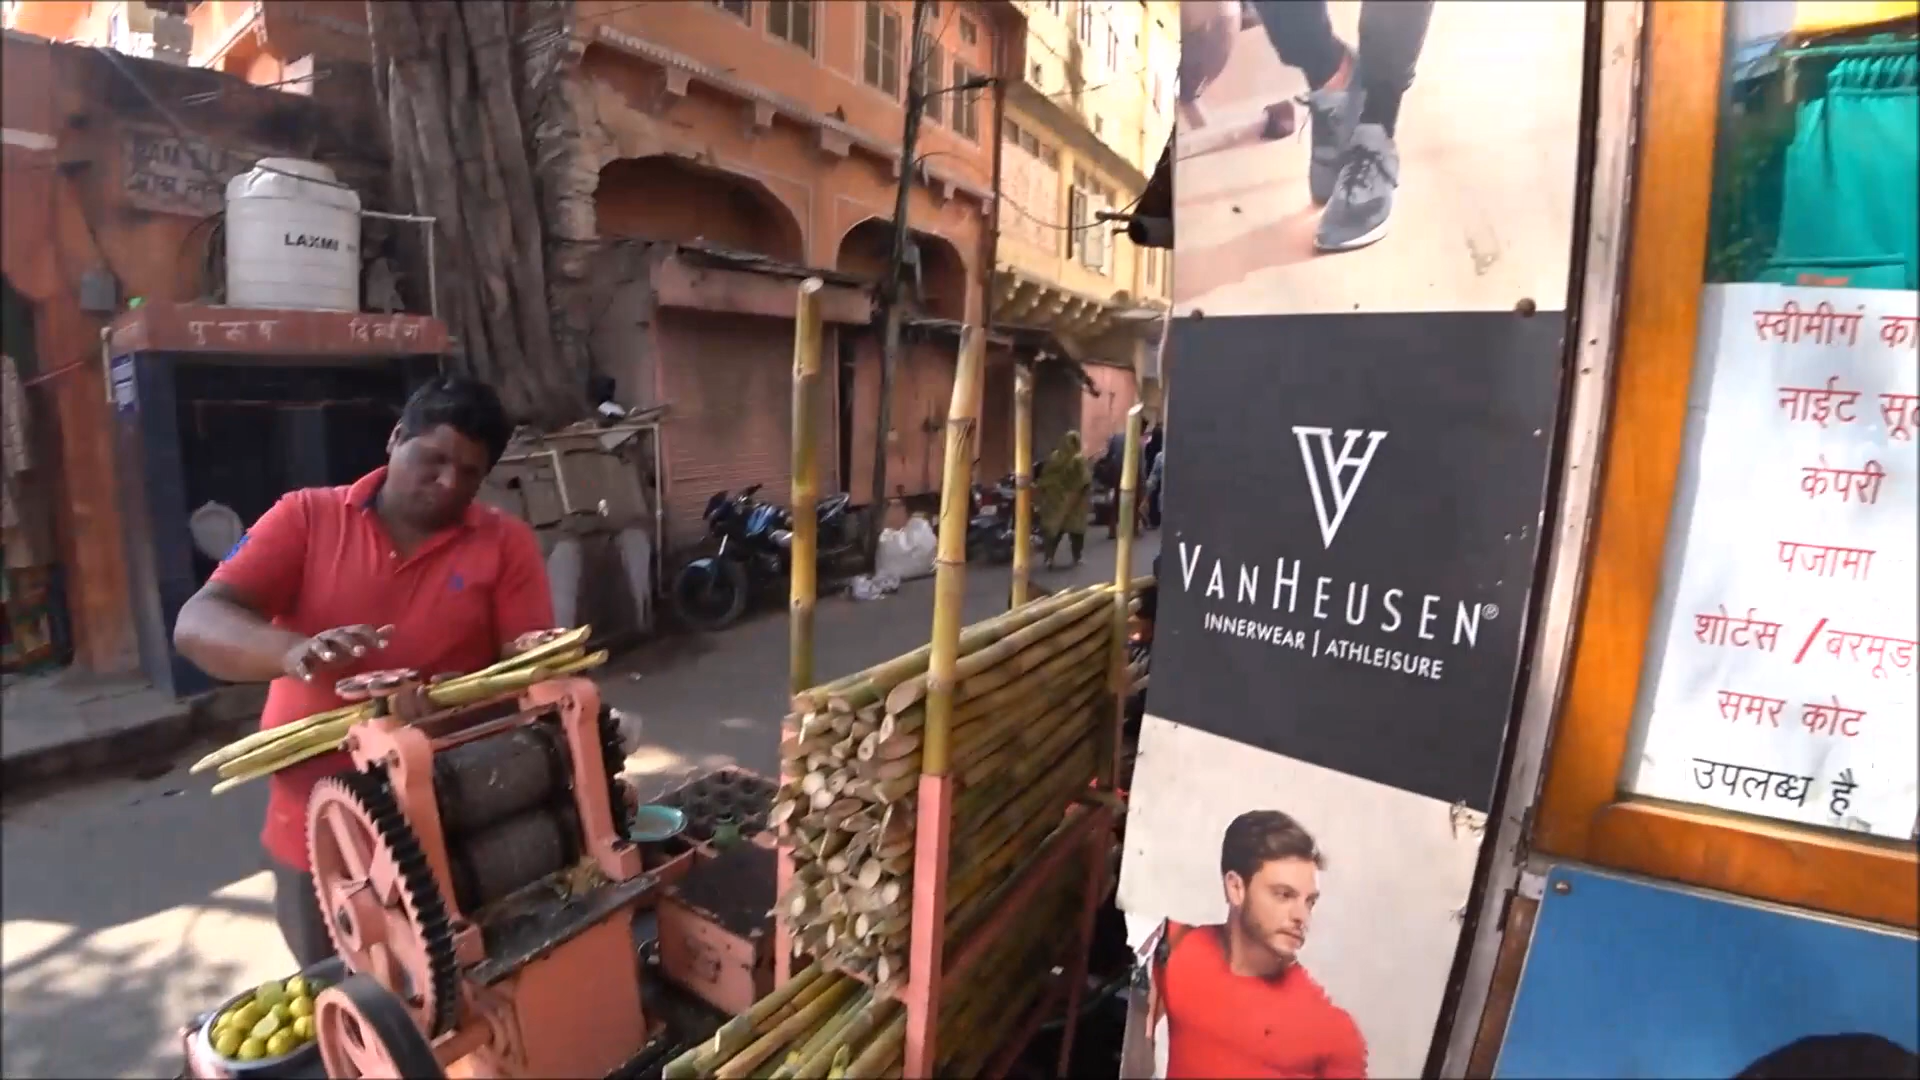 LAXMI
पुरूष दिव्यांग
VANHEUSEN®
INNERWEAR | ATHLEISURE
स्वीमींग
नाईट
केपरी
पजामा
शोर्टस /
समर कोट
उपलब्ध है